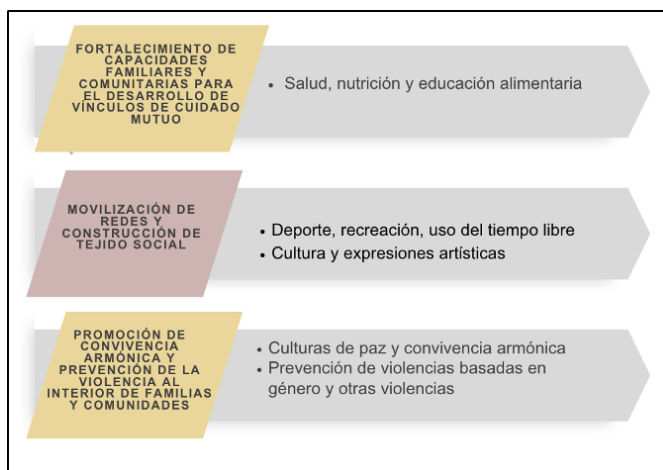 FORTALECIMIENTO DE
CAPACIDADES
FAMILIARES Y
COMUNITARIAS PARA
EL DESARROLLO DE
VÍNCULOS DE CUIDADO
MUTUO
• Salud, nutrición y educación alimentaria
MOVILIZACIÓN DE
REDES Y
CONSTRUCCIÓN DE
TEJIDO SOCIAL
• Deporte, recreación, uso del tiempo libre
• Cultura y expresiones artísticas
PROMOCIÓN DE
CONVIVENCIA
ARMÓNICA Y
PREVENCIÓN DE LA
VIOLENCIA AL
INTERIOR DE FAMILIAS
Y COMUNIDADES
• Culturas de paz y convivencia armónica
• Prevención de violencias basadas en
género y otras violencias